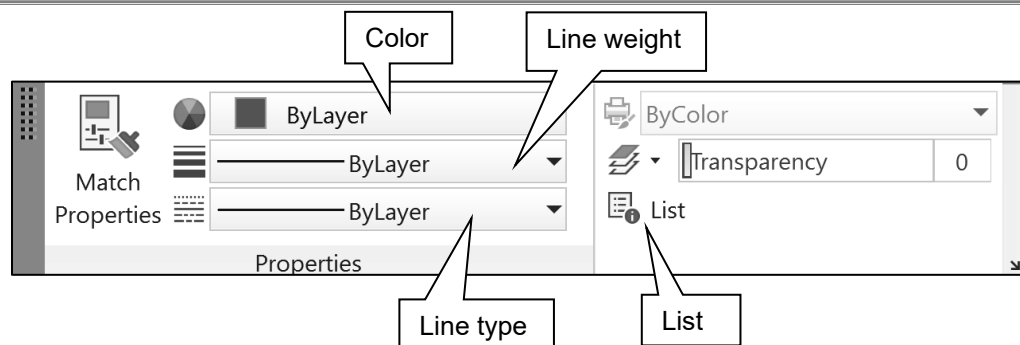 Color
Line weight
ByLayer
ByColor
Match
Properties
ByLayer
Transparency
0
ByLayer
List
Properties
Line type
List